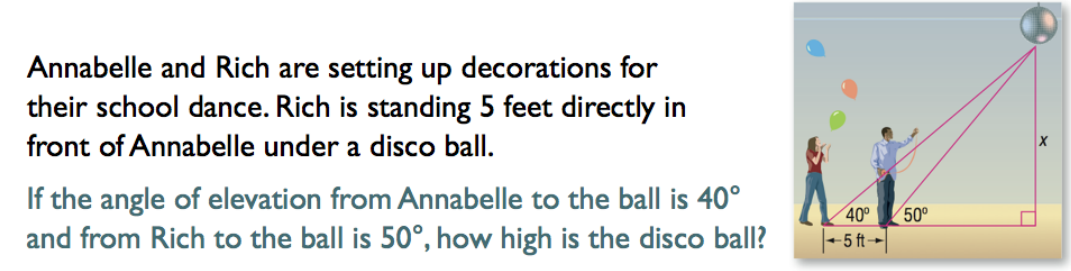 Annabelle and Rich are setting up decorations for
their school dance. Rich is standing 5 feet directly in
front of Annabelle under a disco ball.
If the angle of elevation from Annabelle to the ball is 40°
and from Rich to the ball is 50°, how high is the disco ball?
x
40° 50°
5 ft